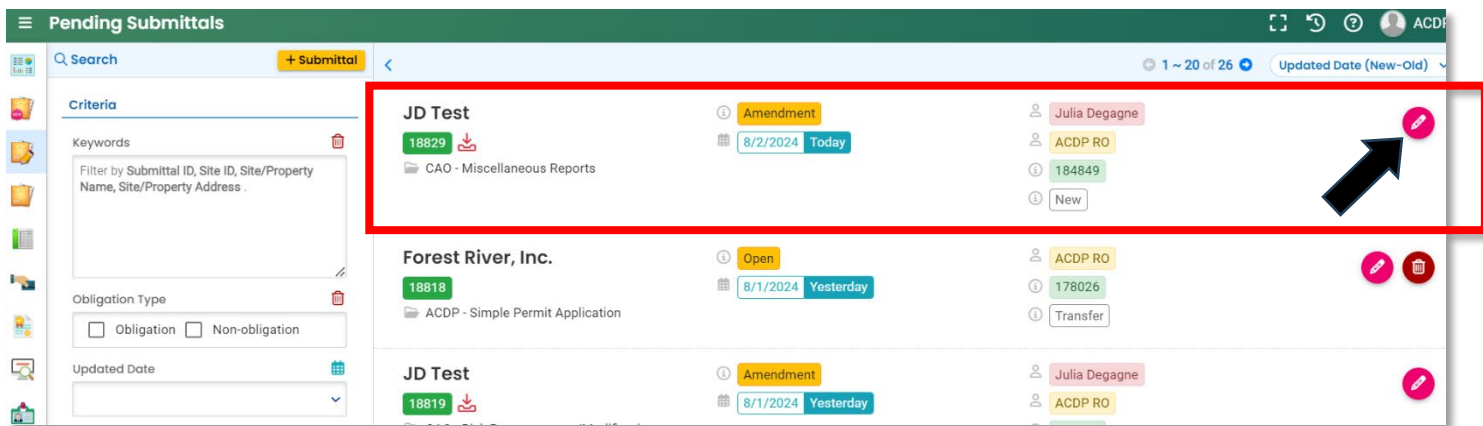 Pending Submittals
ACDP
Search
+ Submittal
1 ~ 20 of 26
Updated Date (New-Old)
Criteria
Keywords
Filter by Submittal ID, Site ID, Site/Property
Name, Site/Property Address .
Obligation Type
Obligation
Non-obligation
Updated Date
JD Test
Amendment
Julia Degagne
18829
8/2/2024 Today
ACDP RO
CAO - Miscellaneous Reports
184849
New
Forest River, Inc.
Open
ACDP RO
18818
8/1/2024 Yesterday
178026
ACDP - Simple Permit Application
Transfer
JD Test
Amendment
Julia Degagne
18819
8/1/2024 Yesterday
ACDP RO